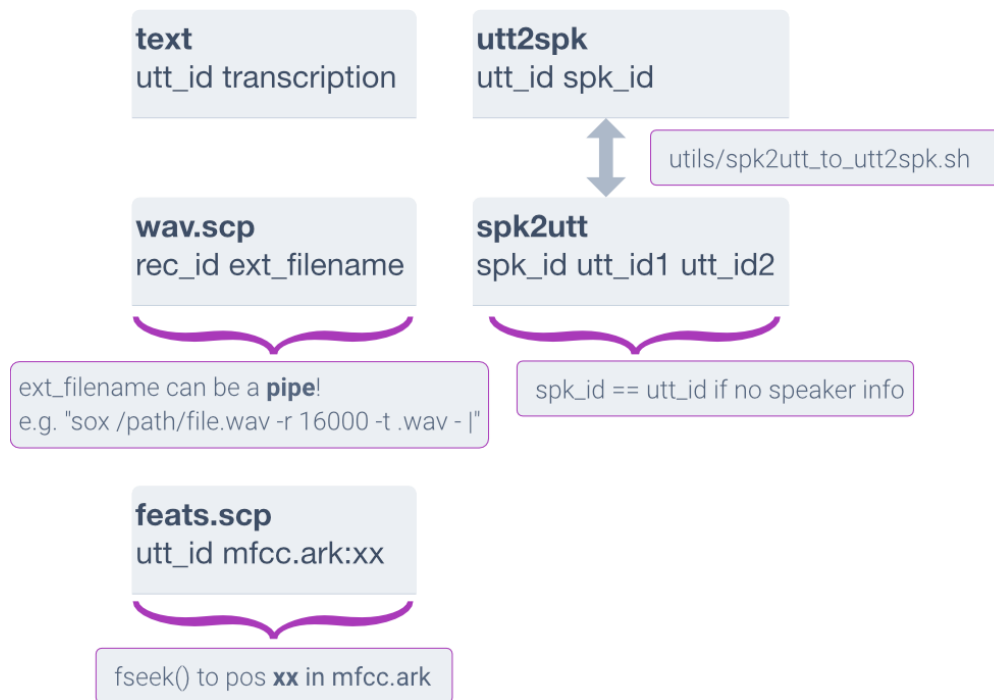 text
utt_id transcription
utt2spk
utt_id spk_id
utils/spk2utt_to_utt2spk.sh
wav.scp
rec_id ext_filename
spk2utt
spk_id utt_id1 utt_id2
ext_filename can be a pipe!
e.g. "sox /path/file.wav -r 16000 -t .wav - |"
spk_id == utt_id if no speaker info
feats.scp
utt_id mfcc.ark:xx
fseek() to pos xx in mfcc.ark